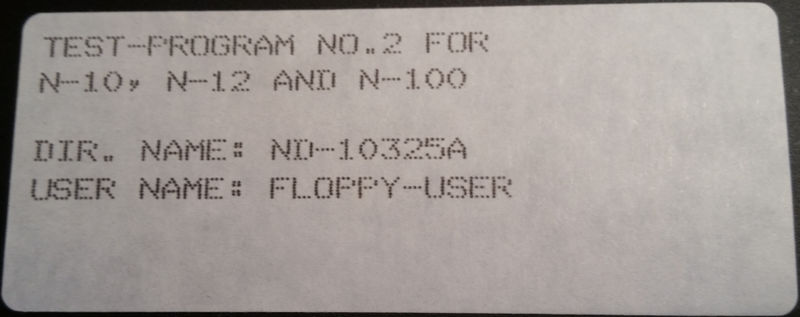 TEST-PROGRAM NO.2 FOR
N-10, N-12 AND N-100
DIR. NAME: ND-10325A
USER NAME: FLOPPY-USER